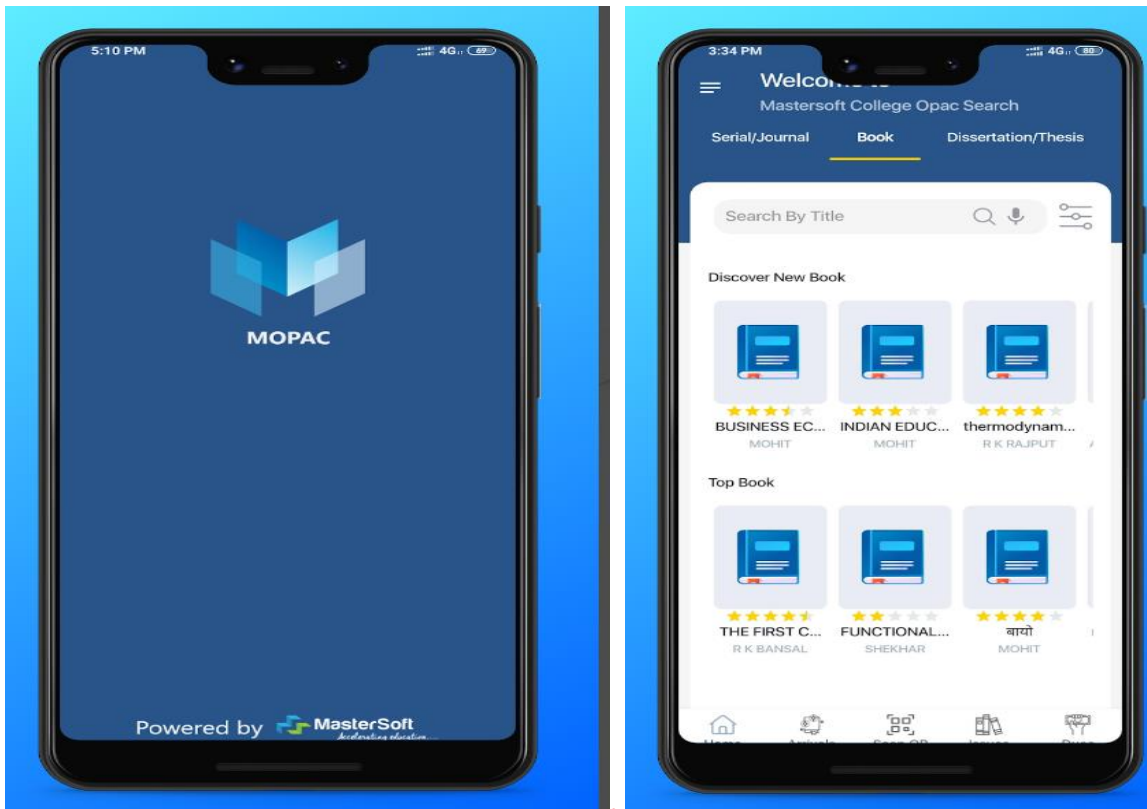 5:10 PM
4G
69
MOPAC
Powered by MasterSoft
Accelerating education....
3:34 PM
4G
80
Mastersoft College Opac Search
Serial/Journal Book Dissertation/Thesis
Search By Title
Discover New Book
BUSINESS EC... INDIAN EDUC... thermodynam...
MOHIT MOHIT R K RAJPUT
Top Book
THE FIRST C... FUNCTIONAL... बायो
R K BANSAL SHEKHAR MOHIT